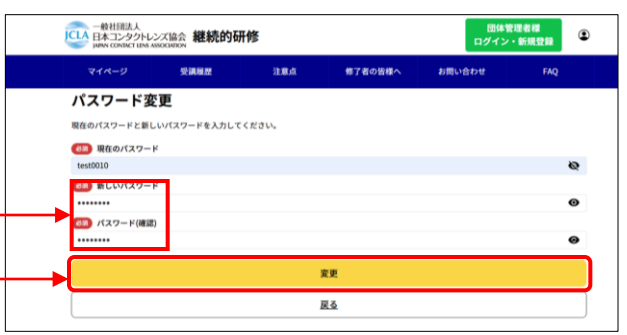 一般社団法人
JCLA 日本コンタクトレンズ協会 継続的研修
JAPAN CONTACT LENS ASSOCIATION
団体管理者様
ログイン・新規登録
マイページ 受講履歴 注意点 修了者の皆様へ お問い合わせ FAQ
パスワード変更
現在のパスワードと新しいパスワードを入力してください。
必須 現在のパスワード
test0010
必須 新しいパスワード
••••••••
必須 パスワード(確認)
••••••••
変更
戻る